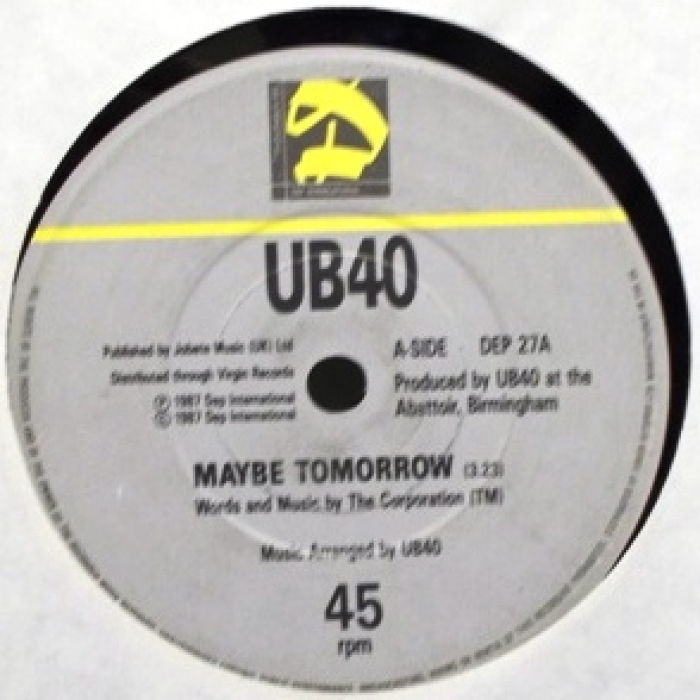 UB40
Published by Jobete Music (UK) Ltd
Distributed through Virgin Records
Ⓟ 1987 Dep International
© 1987 Dep International
A-SIDE · DEP 27A
Produced by UB40 at the
Abattoir, Birmingham
MAYBE TOMORROW (3.23)
Words and Music by The Corporation (TM)
Music Arranged by UB40
45
rpm